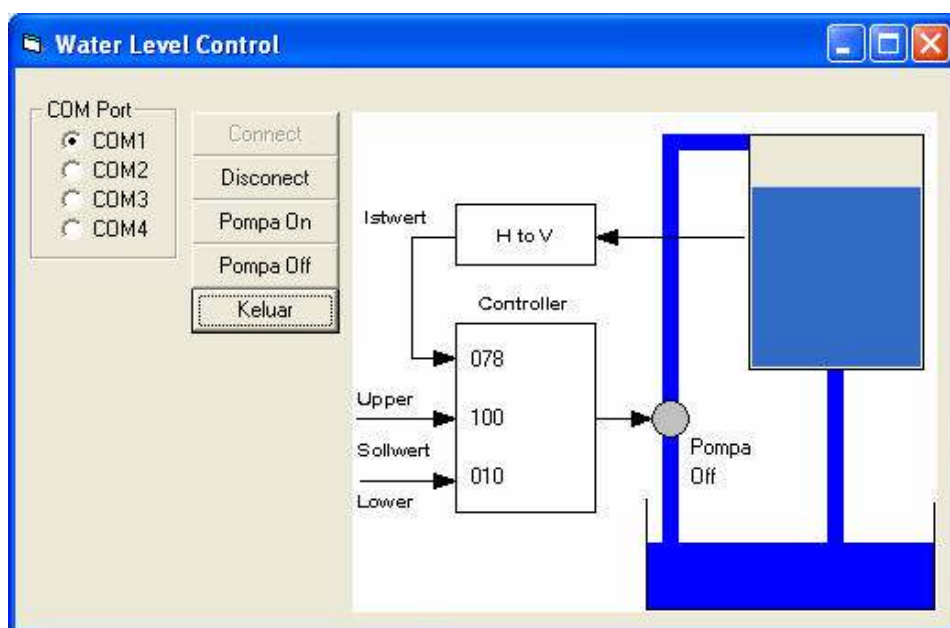 Water Level Control
COM Port
COM1
COM2
COM3
COM4
Connect
Disconect
Pompa On
Pompa Off
Keluar
Istwert
H to V
Controller
078
Upper
100
Sollwert
010
Lower
Pompa
Off